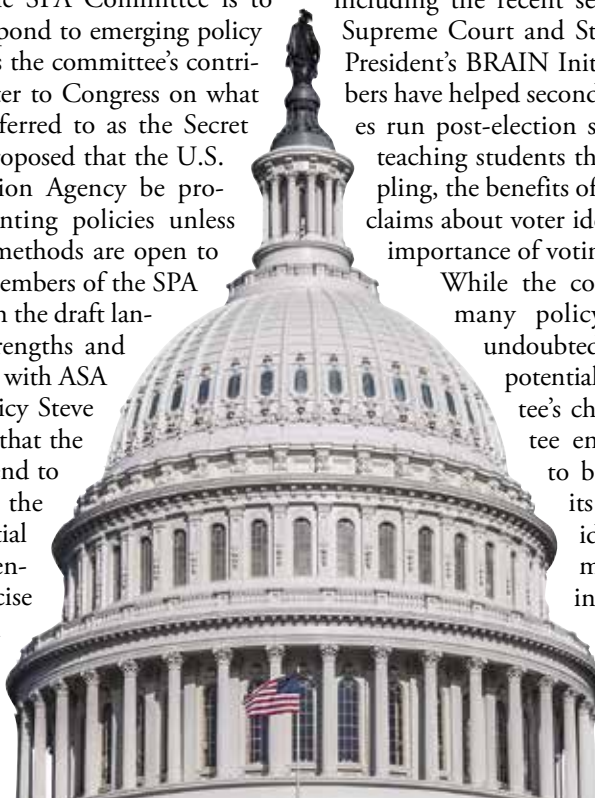 SPA Committee is to
pond to emerging policy
the committee's contri-
ter to Congress on what
ferred to as the Secret
roposed that the U.S.
ion Agency be pro-
nting policies unless
methods are open to
embers of the SPA
the draft lan-
rengths and
with ASA
icy Steve
that the
nd to
the
tial
en-
cise
including the recent se
Supreme Court and St
President's BRAIN Init
bers have helped second
es run post-election s
teaching students th
pling, the benefits of
claims about voter id
importance of votin
While the co
many policy
undoubted
potential
tee's ch
tee en
to b
its
id
m
in